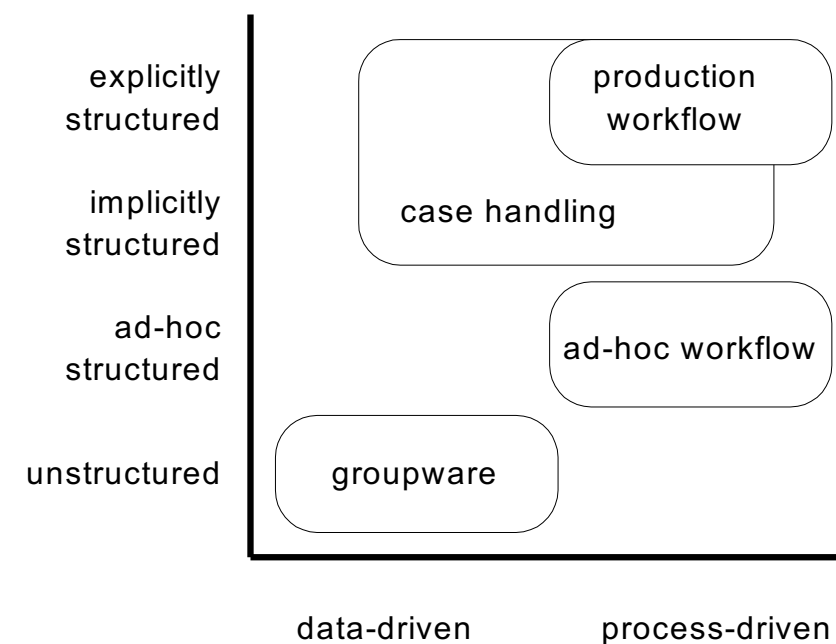 explicitly
structured
production
workflow
implicitly
structured
case handling
ad-hoc
structured
ad-hoc workflow
unstructured
groupware
data-driven
process-driven